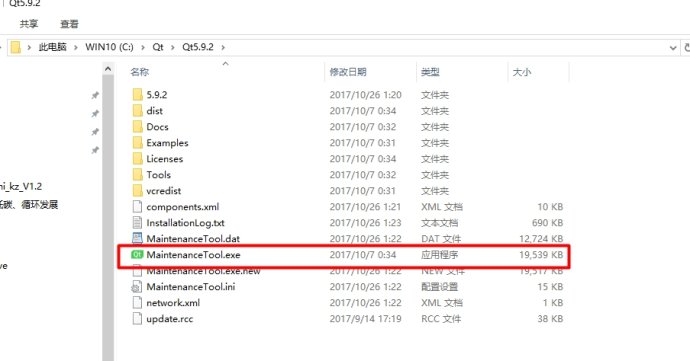 Qt5.9.2
共享 查看
此电脑 > WIN10 (C:) > Qt > Qt5.9.2 >
名称 修改日期 类型 大小
5.9.2 2017/10/26 1:20 文件夹
dist 2017/10/7 0:34 文件夹
Docs 2017/10/7 0:32 文件夹
Examples 2017/10/7 0:31 文件夹
Licenses 2017/10/7 0:34 文件夹
Tools 2017/10/7 0:32 文件夹
vcredist 2017/10/7 0:31 文件夹
ni_kz_V1.2
components.xml 2017/10/26 1:21 XML 文档 10 KB
碳、循环发展
InstallationLog.txt 2017/10/26 1:23 文本文档 690 KB
MaintenanceTool.dat 2017/10/26 1:22 DAT 文件 12,724 KB
MaintenanceTool.exe 2017/10/7 0:34 应用程序 19,539 KB
ve
MaintenanceTool.exe.new 2017/10/26 1:22 NEW 文件 19,517 KB
MaintenanceTool.ini 2017/10/26 1:22 配置设置 15 KB
network.xml 2017/10/26 1:22 XML 文档 1 KB
update.rcc 2017/9/14 17:19 RCC 文件 38 KB